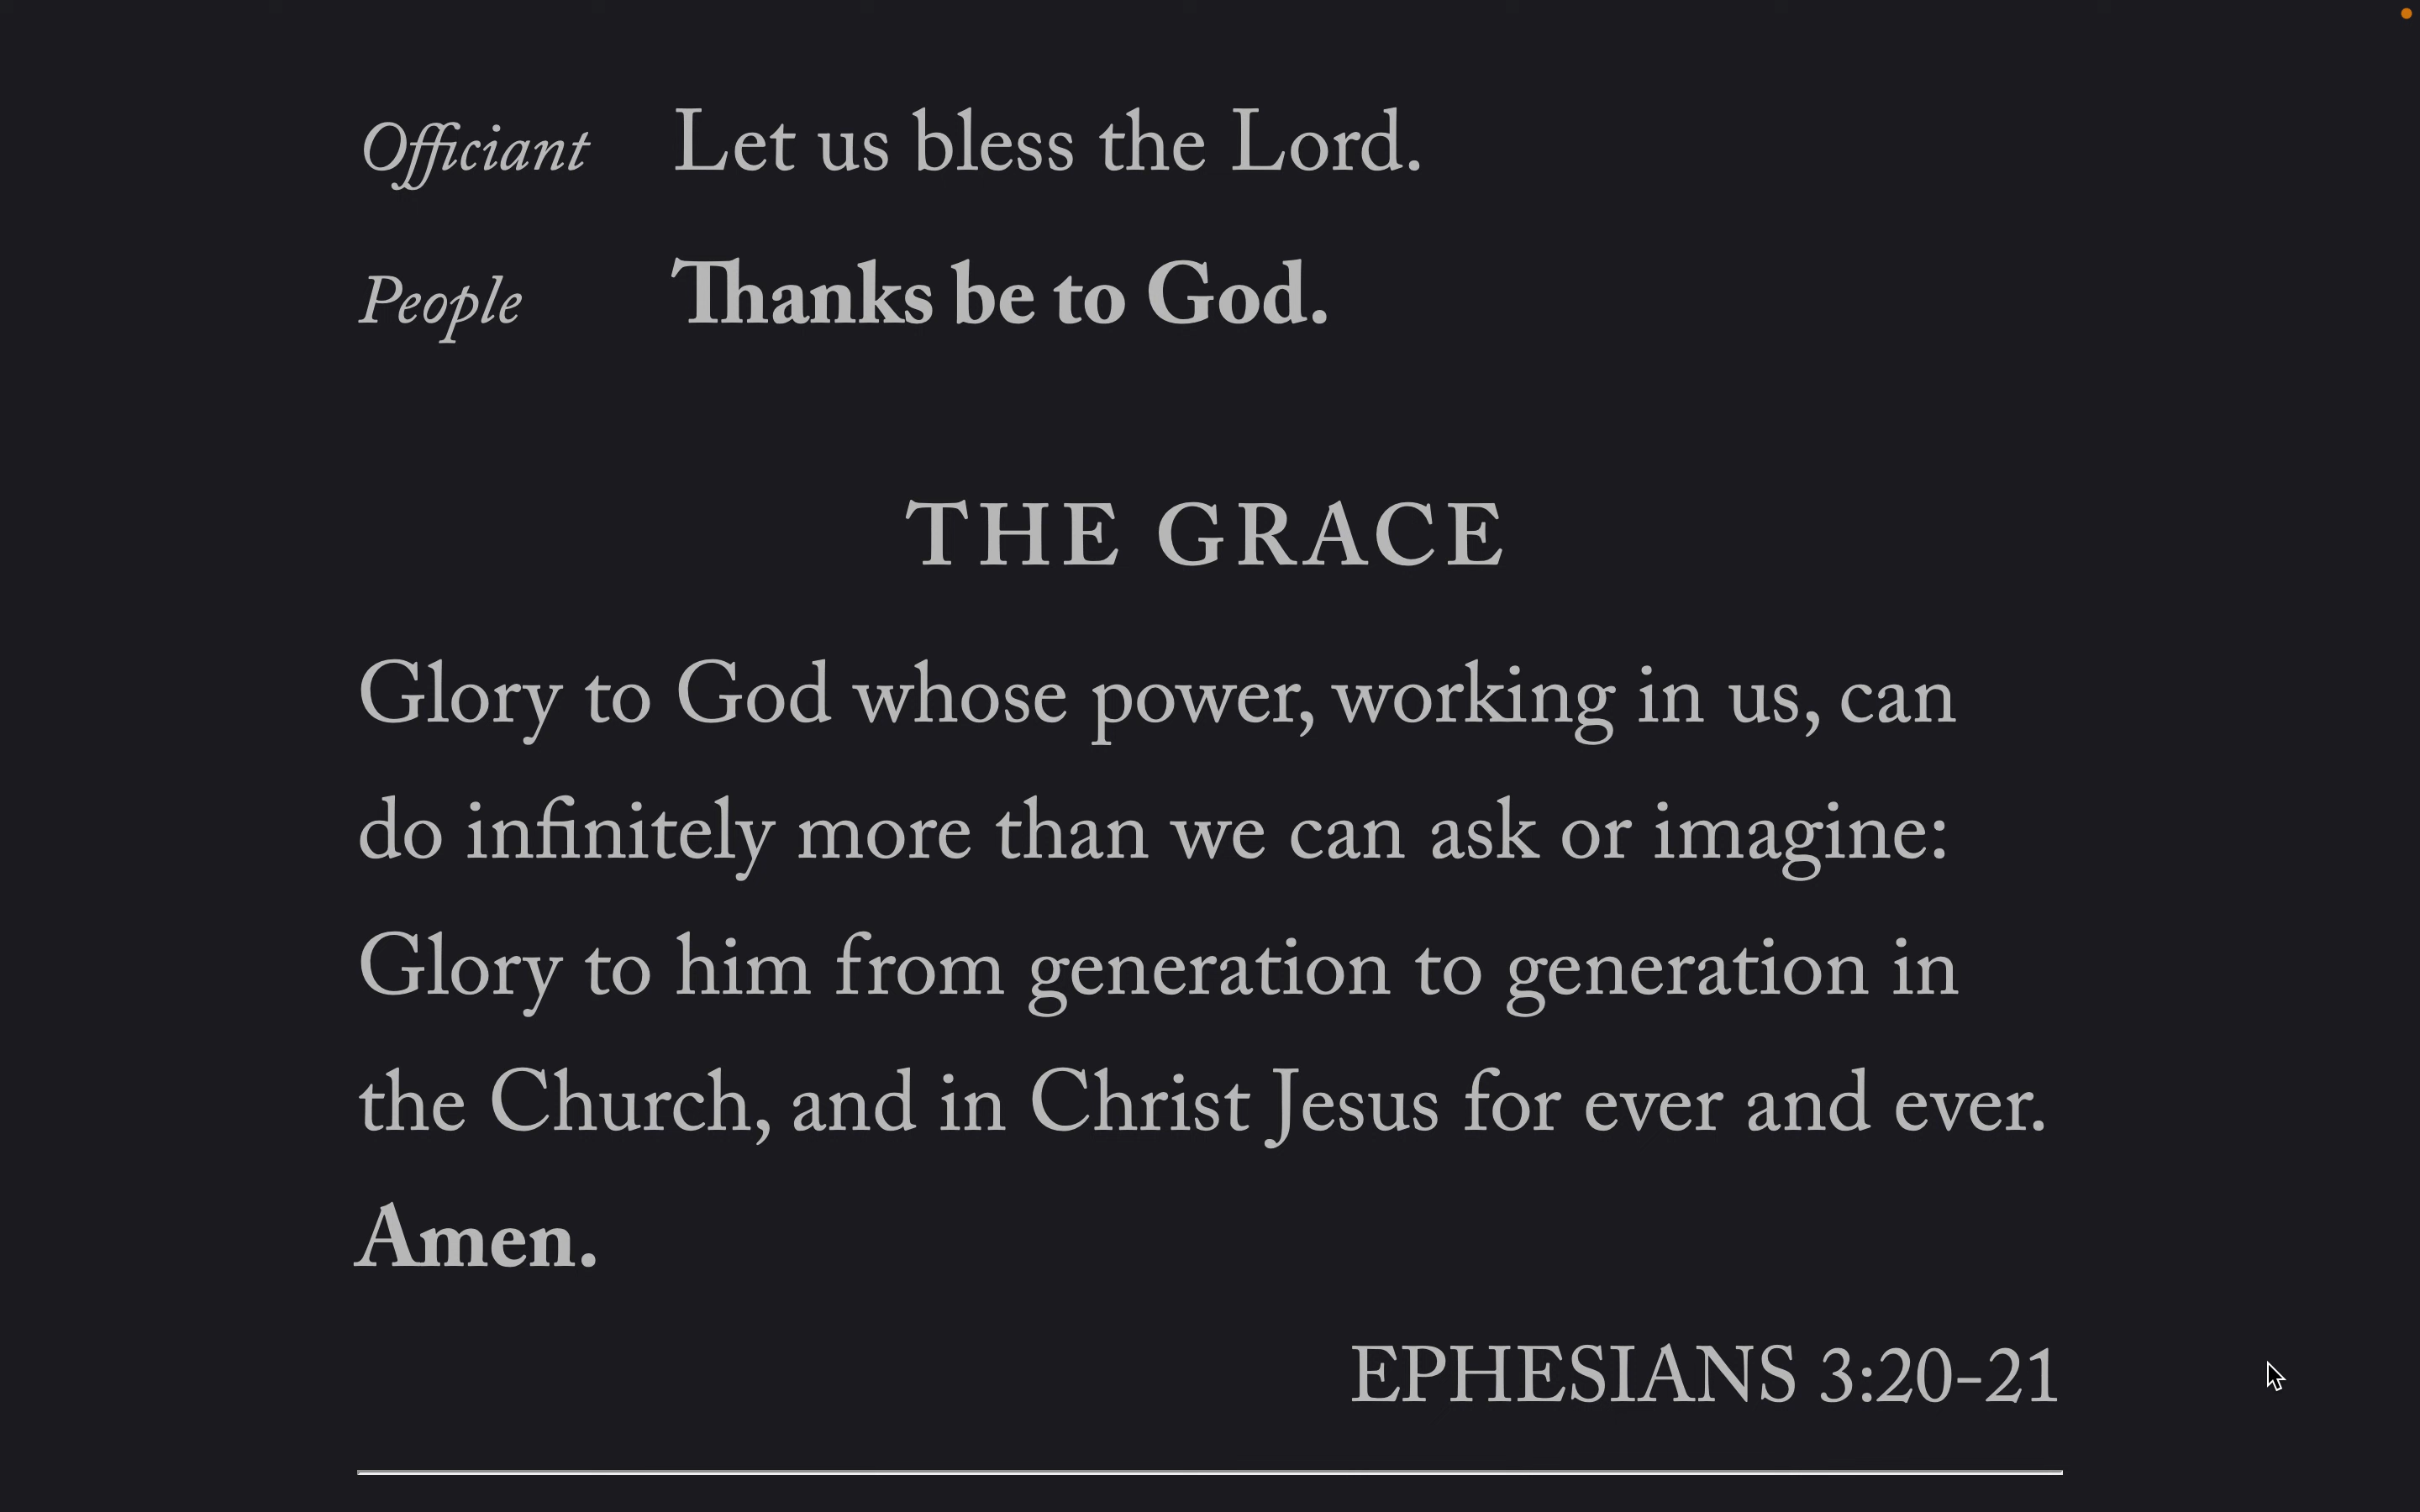 Officiant Let us bless the Lord.
People Thanks be to God.
THE GRACE
Glory to God whose power, working in us, can
do infinitely more than we can ask or imagine:
Glory to him from generation to generation in
the Church, and in Christ Jesus for ever and ever.
Amen.
EPHESIANS 3:20–21